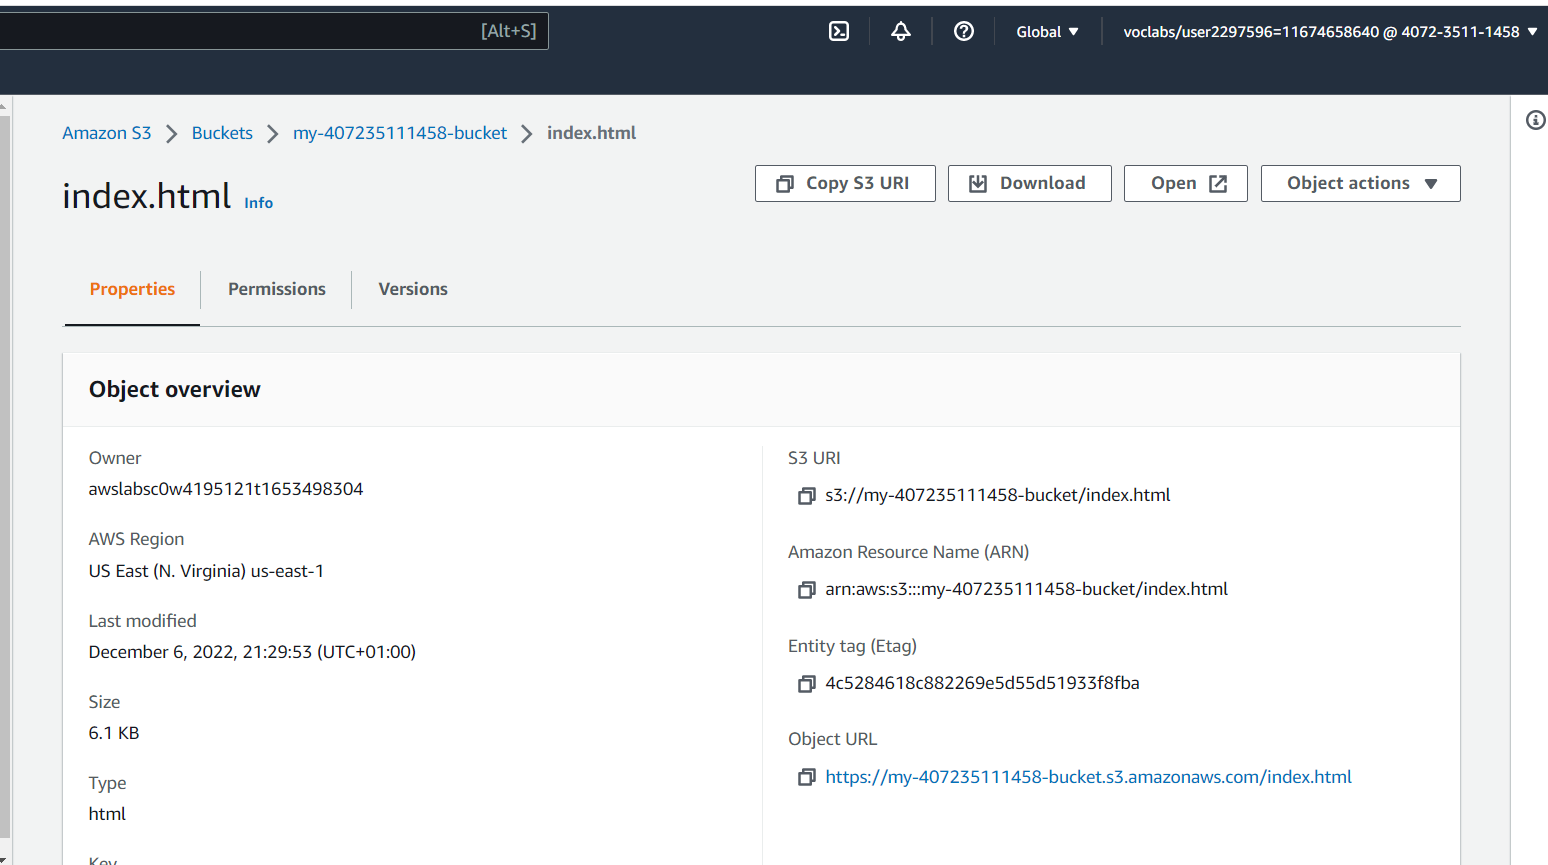 [Alt+S]
Global
voclabs/user2297596=11674658640 @ 4072-3511-1458
Amazon S3
Buckets
my-407235111458-bucket
index.html
index.html
Info
Copy S3 URI
Download
Open
Object actions
Properties
Permissions
Versions
Object overview
Owner
awslabsc0w4195121t1653498304
AWS Region
US East (N. Virginia) us-east-1
Last modified
December 6, 2022, 21:29:53 (UTC+01:00)
Size
6.1 KB
Type
html
Key
S3 URI
s3://my-407235111458-bucket/index.html
Amazon Resource Name (ARN)
arn:aws:s3:::my-407235111458-bucket/index.html
Entity tag (Etag)
4c5284618c882269e5d55d51933f8fba
Object URL
https://my-407235111458-bucket.s3.amazonaws.com/index.html